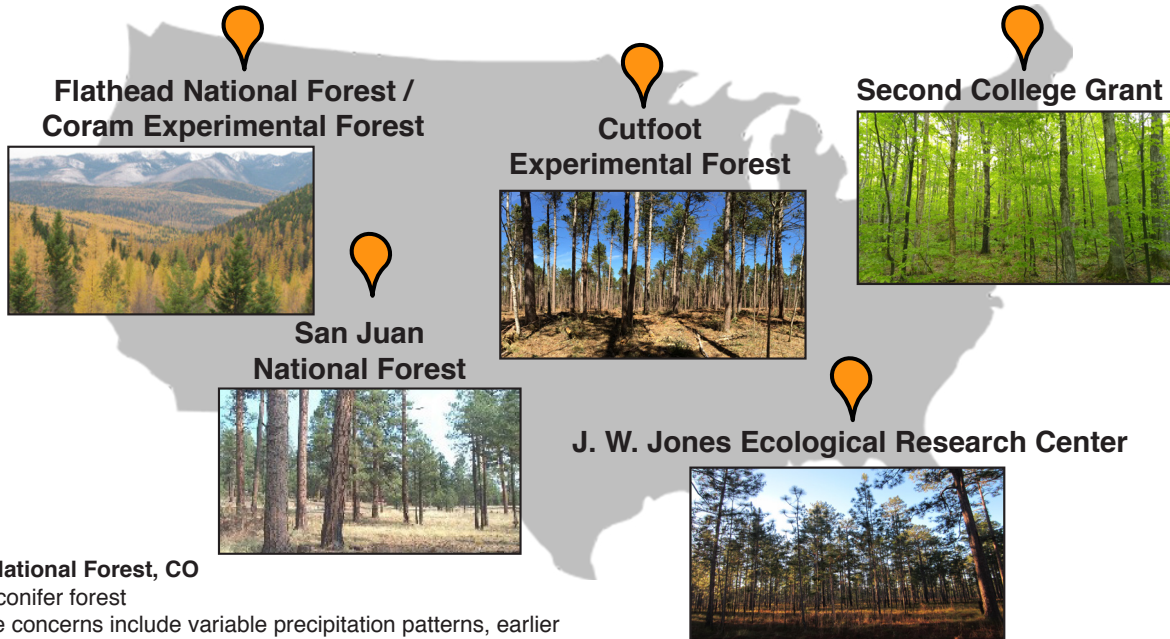 Flathead National Forest /
Coram Experimental Forest
Cutfoot
Experimental Forest
Second College Grant
San Juan
National Forest
J. W. Jones Ecological Research Center
National Forest, CO
conifer forest
concerns include variable precipitation patterns, earlier